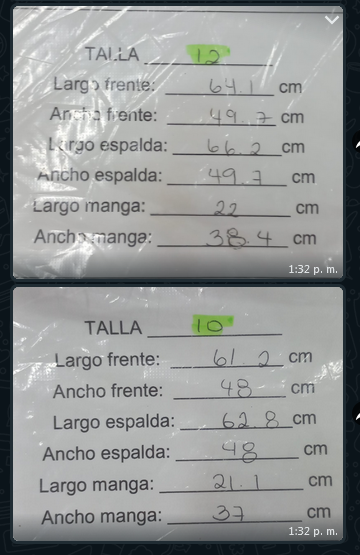 TALLA 12
Largo frente: 64.1 cm
Ancho frente: 49.7 cm
Largo espalda: 66.2 cm
Ancho espalda: 49.7 cm
Largo manga: 22 cm
Ancho manga: 38.4 cm
1:32 p. m.
TALLA 10
Largo frente: 61.2 cm
Ancho frente: 48 cm
Largo espalda: 62.8 cm
Ancho espalda: 48 cm
Largo manga: 21.1 cm
Ancho manga: 37 cm
1:32 p. m.